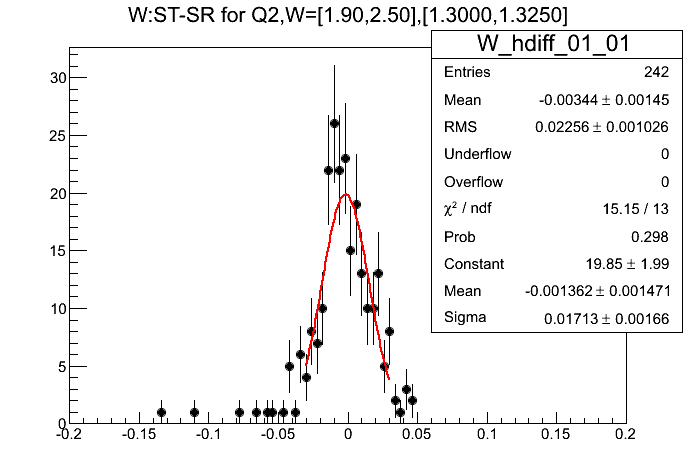 W:ST-SR for Q2,W=[1.90,2.50],[1.3000,1.3250]
W_hdiff_01_01
Entries 242
Mean -0.00344 ± 0.00145
RMS 0.02256 ± 0.001026
Underflow 0
Overflow 0
χ² / ndf 15.15 / 13
Prob 0.298
Constant 19.85 ± 1.99
Mean -0.001362 ± 0.001471
Sigma 0.01713 ± 0.00166
30
25
20
15
10
5
0
-0.2 -0.15 -0.1 -0.05 0 0.05 0.1 0.15 0.2